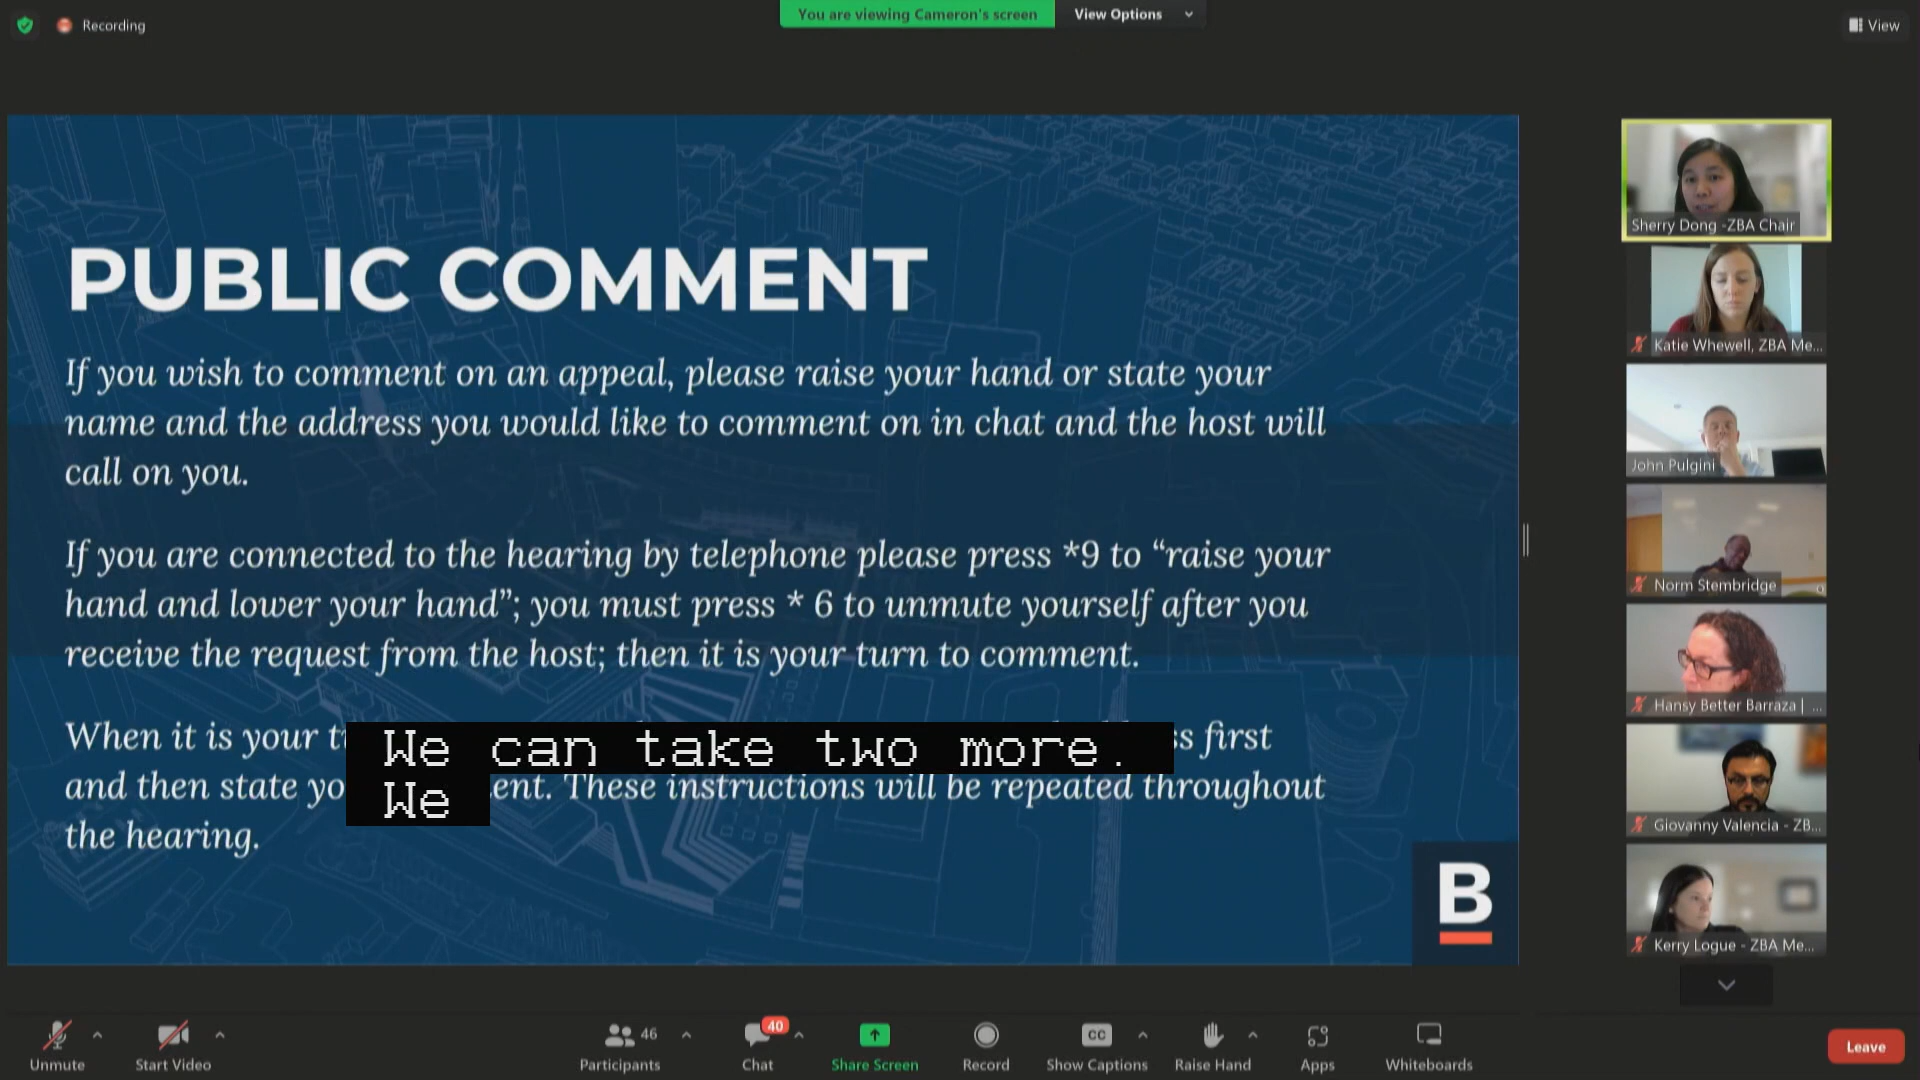 Recording
You are viewing Cameron's screen
View Options
View
PUBLIC COMMENT
If you wish to comment on an appeal, please raise your hand or state your
name and the address you would like to comment on in chat and the host will
call on you.
If you are connected to the hearing by telephone please press *9 to “raise your
hand and lower your hand”; you must press * 6 to unmute yourself after you
receive the request from the host; then it is your turn to comment.
When it is your first
and then state These instructions will be repeated throughout
the hearing.
We can take two more.
We
B
Sherry Dong -ZBA Chair
Katie Whewell, ZBA Me...
John Pulgini
Norm Stembridge
Hansy Better Barraza | ...
Giovanny Valencia - ZB...
Kerry Logue - ZBA Me...
Unmute
Start Video
46
Participants
40
Chat
Share Screen
Record
CC
Show Captions
Raise Hand
Apps
Whiteboards
Leave